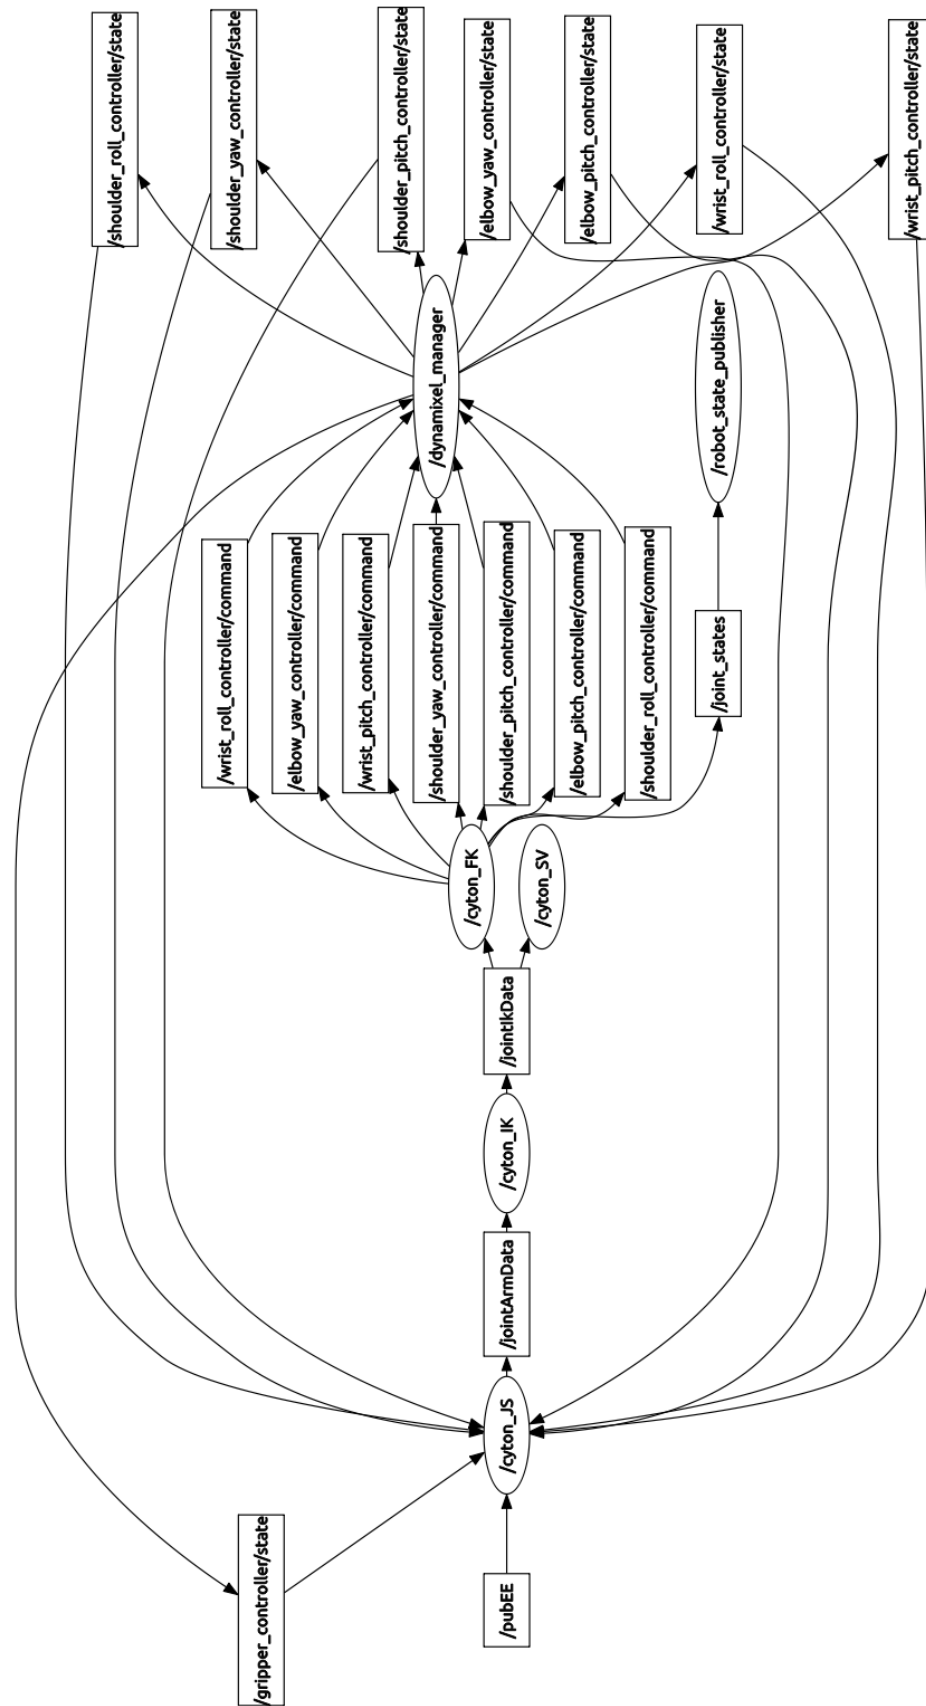 /gripper_controller/state
/pubEE
/cyton_JS
/jointArmData
/cyton_IK
/jointIkData
/cyton_FK
/cyton_SV
/wrist_roll_controller/command
/elbow_yaw_controller/command
/wrist_pitch_controller/command
/shoulder_yaw_controller/command
/shoulder_pitch_controller/command
/elbow_pitch_controller/command
/shoulder_roll_controller/command
/joint_states
/dynamixel_manager
/robot_state_publisher
/shoulder_roll_controller/state
/shoulder_yaw_controller/state
/shoulder_pitch_controller/state
/elbow_yaw_controller/state
/elbow_pitch_controller/state
/wrist_roll_controller/state
/wrist_pitch_controller/state